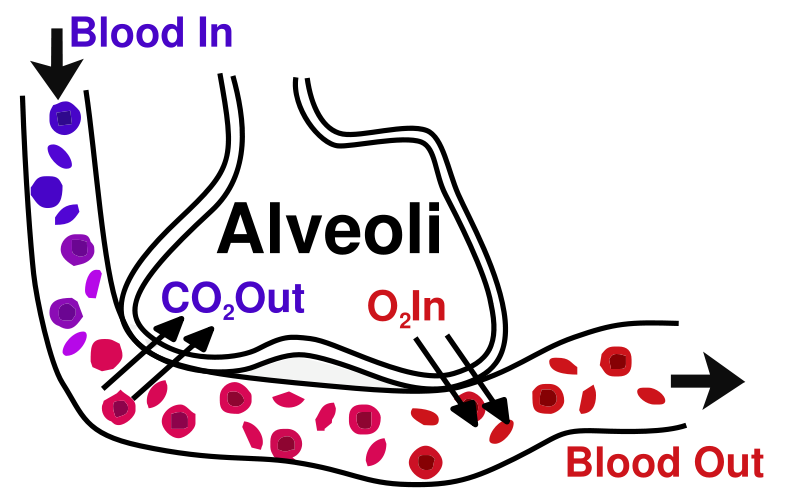 Blood In
Alveoli
CO₂Out
O₂In
Blood Out